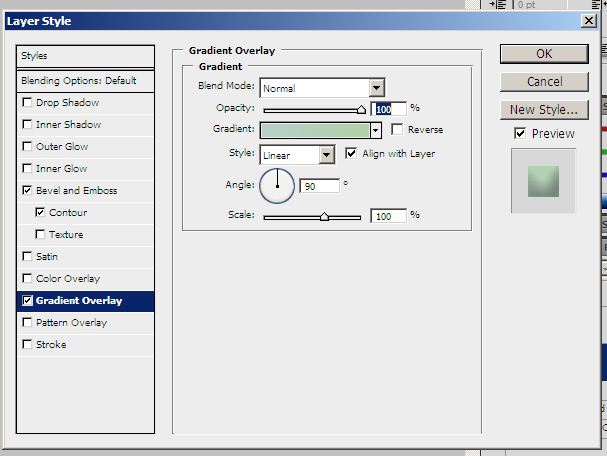 0 pt
Layer Style
Styles
Blending Options: Default
Drop Shadow
Inner Shadow
Outer Glow
Inner Glow
Bevel and Emboss
Contour
Texture
Satin
Color Overlay
Gradient Overlay
Pattern Overlay
Stroke
Gradient Overlay
Gradient
Blend Mode: Normal
Opacity: 100 %
Gradient: Reverse
Style: Linear Align with Layer
Angle: 90 °
Scale: 100 %
OK
Cancel
New Style...
Preview